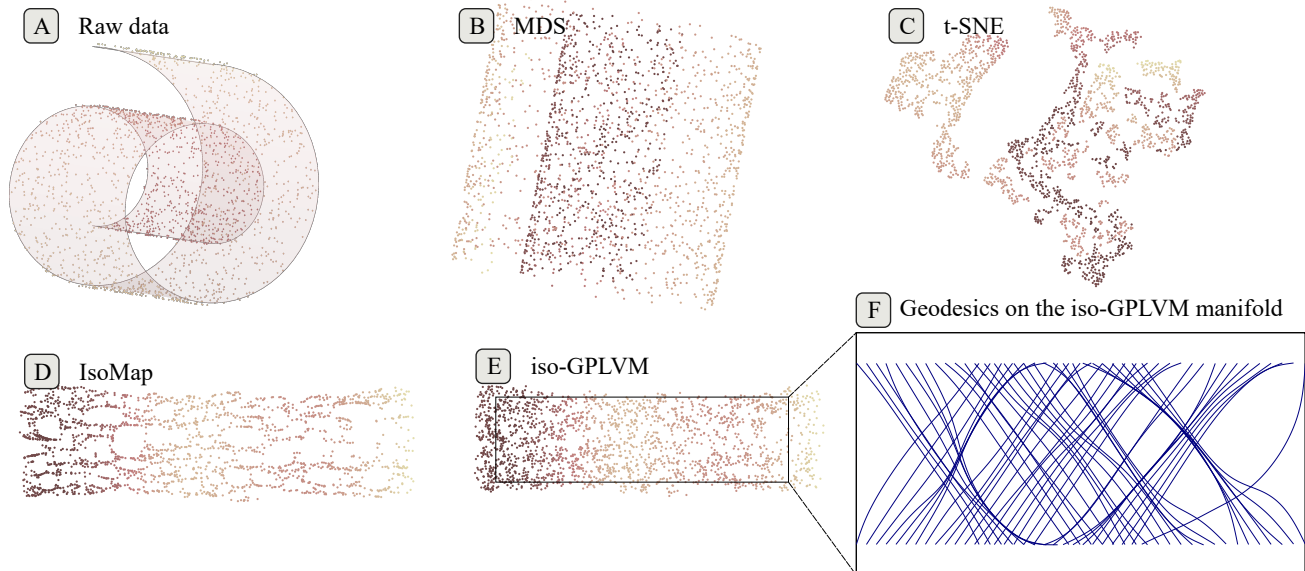 A Raw data
B MDS
C t-SNE
D IsoMap
E iso-GPLVM
F Geodesics on the iso-GPLVM manifold